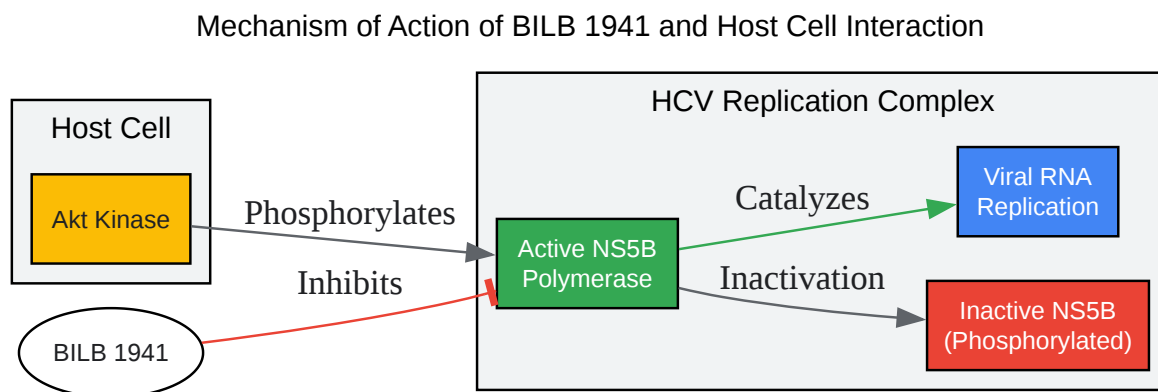 Mechanism of Action of BILB 1941 and Host Cell Interaction
HCV Replication Complex
Host Cell
Viral RNA
Replication
Akt Kinase
Phosphorylates
Catalyzes
Active NS5B
Polymerase
Inhibits
Inactivation
Inactive NS5B
(Phosphorylated)
BILB 1941